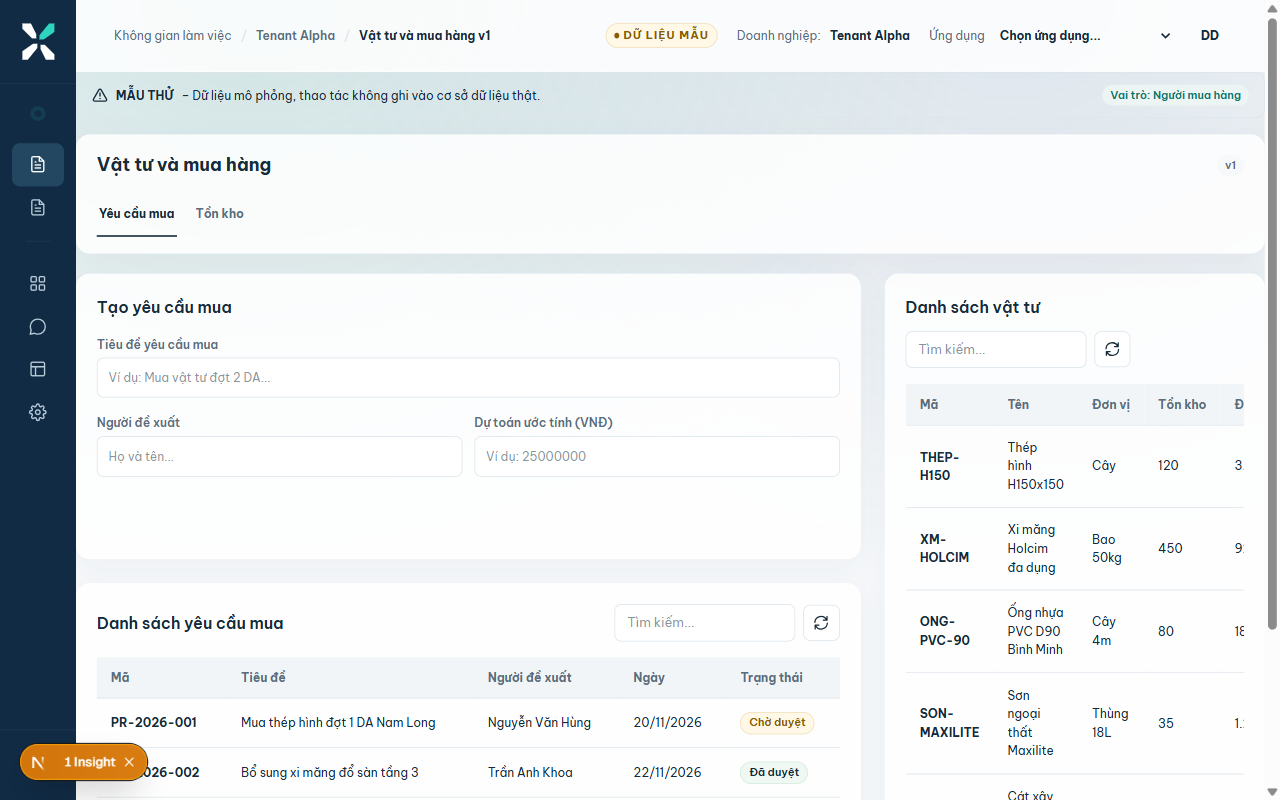 Không gian làm việc / Tenant Alpha / Vật tư và mua hàng v1
DỮ LIỆU MẪU
Doanh nghiệp: Tenant Alpha
Ứng dụng Chọn ứng dụng...
DD
MẪU THỬ – Dữ liệu mô phỏng, thao tác không ghi vào cơ sở dữ liệu thật.
Vai trò: Người mua hàng
Vật tư và mua hàng
v1
Yêu cầu mua
Tồn kho
Tạo yêu cầu mua
Tiêu đề yêu cầu mua
Ví dụ: Mua vật tư đợt 2 DA...
Người đề xuất
Dự toán ước tính (VNĐ)
Họ và tên...
Ví dụ: 25000000
Danh sách yêu cầu mua
Tìm kiếm...
Mã Tiêu đề Người đề xuất Ngày Trạng thái
PR-2026-001 Mua thép hình đợt 1 DA Nam Long Nguyễn Văn Hùng 20/11/2026 Chờ duyệt
026-002 Bổ sung xi măng đổ sàn tầng 3 Trần Anh Khoa 22/11/2026 Đã duyệt
Danh sách vật tư
Tìm kiếm...
Mã Tên Đơn vị Tồn kho
THEP-
H150
Thép
hình
H150x150
Cây
120
3.
XM-
HOLCIM
Xi măng
Holcim
đa dụng
Bao
50kg
450
ONG-
PVC-90
Ống nhựa
PVC D90
Bình Minh
Cây
4m
80
18
SON-
MAXILITE
Sơn
ngoại
thất
Maxilite
Thùng
18L
35
1.
Cát xây
N 1 Insight